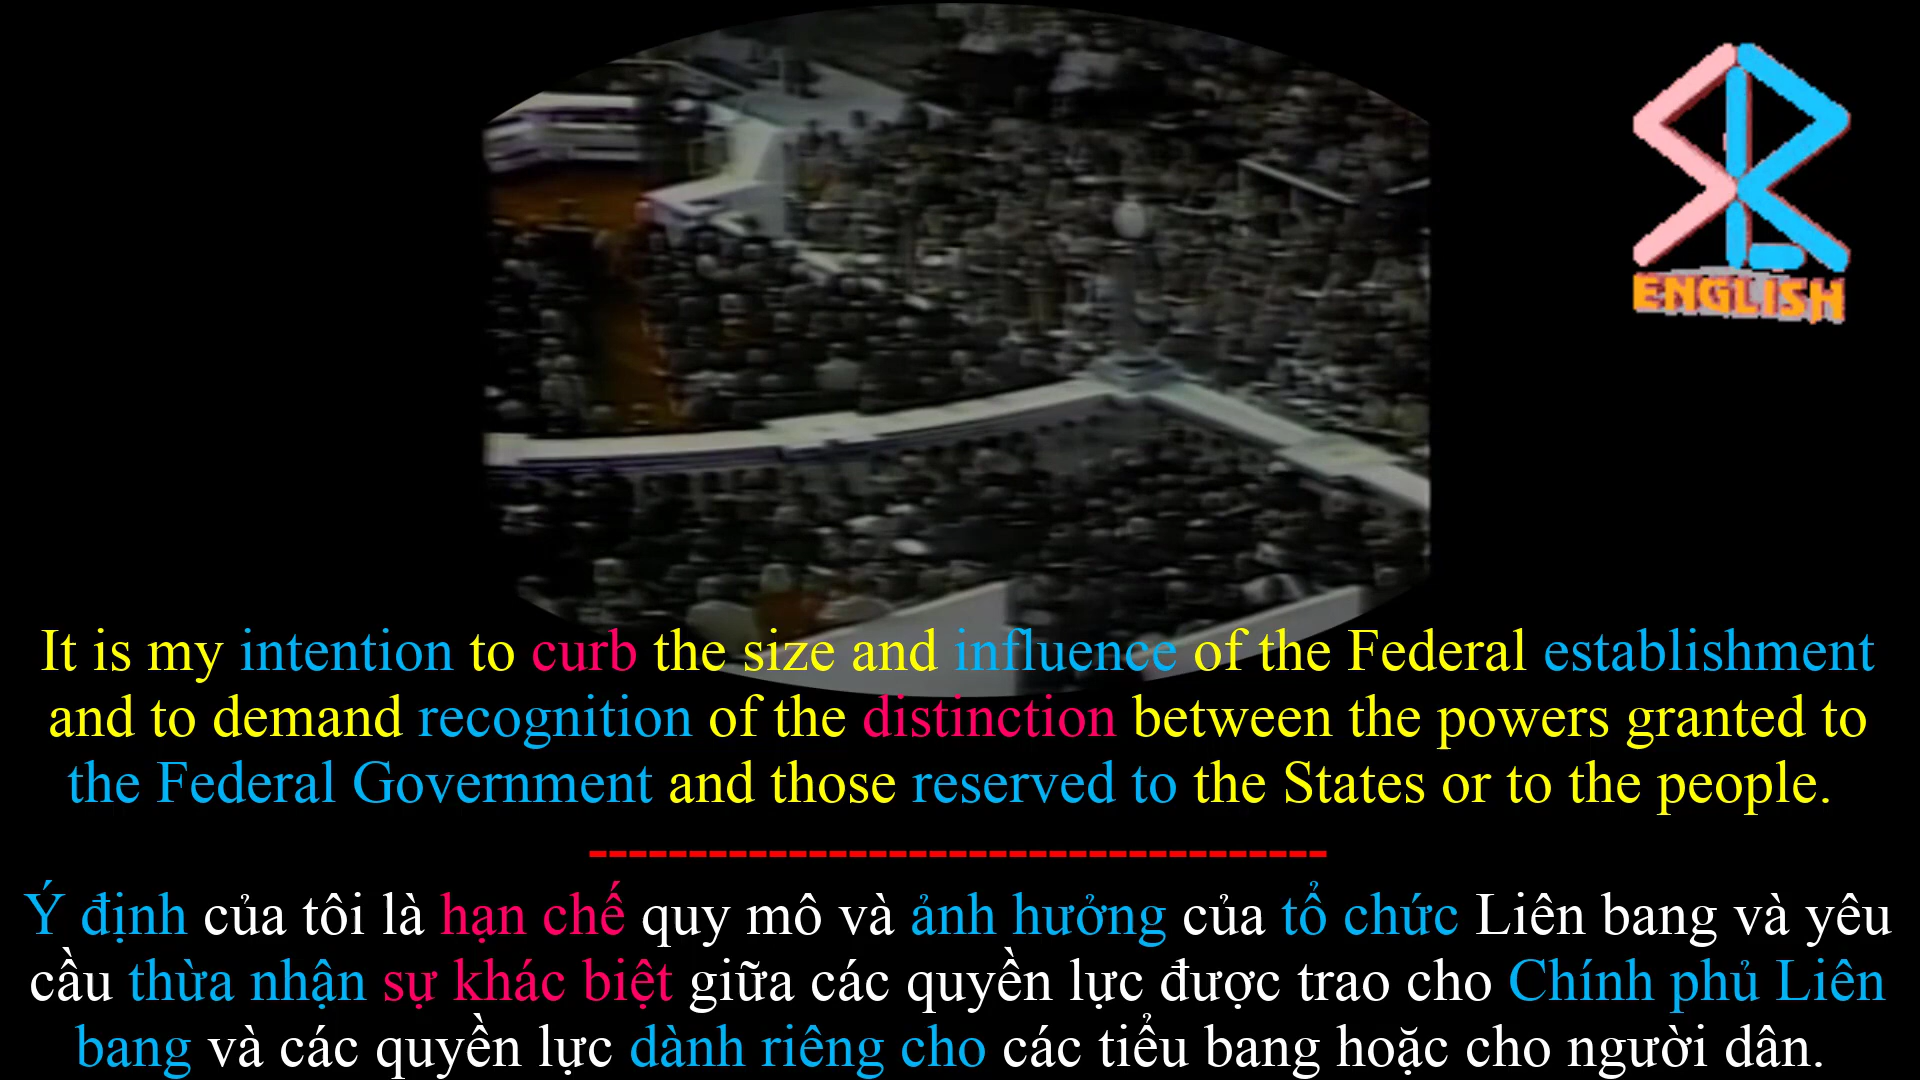 ENGLISH
It is my intention to curb the size and influence of the Federal establishment
and to demand recognition of the distinction between the powers granted to
the Federal Government and those reserved to the States or to the people.
---------------------------------------
Ý định của tôi là hạn chế quy mô và ảnh hưởng của tổ chức Liên bang và yêu
cầu thừa nhận sự khác biệt giữa các quyền lực được trao cho Chính phủ Liên
bang và các quyền lực dành riêng cho các tiểu bang hoặc cho người dân.